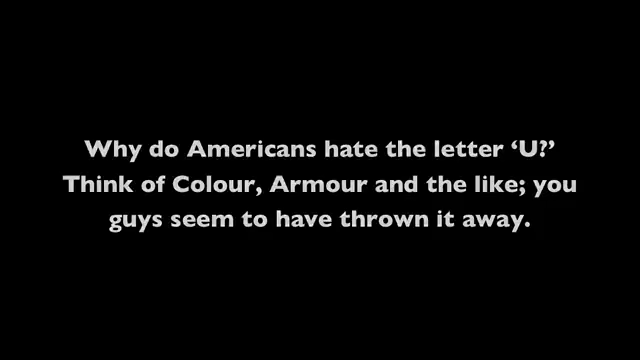 Why do Americans hate the letter ‘U?’
Think of Colour, Armour and the like; you
guys seem to have thrown it away.